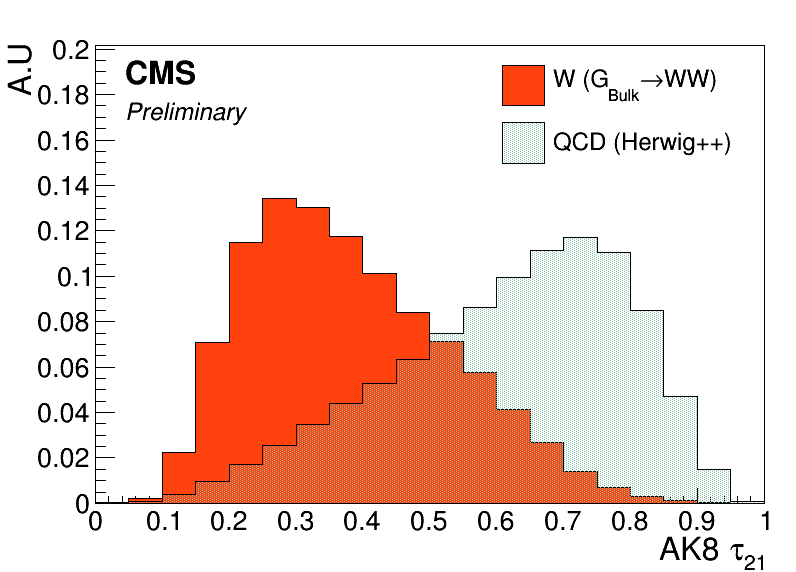 A.U
CMS
Preliminary
W (G_Bulk→WW)
QCD (Herwig++)
0.2
0.18
0.16
0.14
0.12
0.1
0.08
0.06
0.04
0.02
0
0 0.1 0.2 0.3 0.4 0.5 0.6 0.7 0.8 0.9 1
AK8 τ21